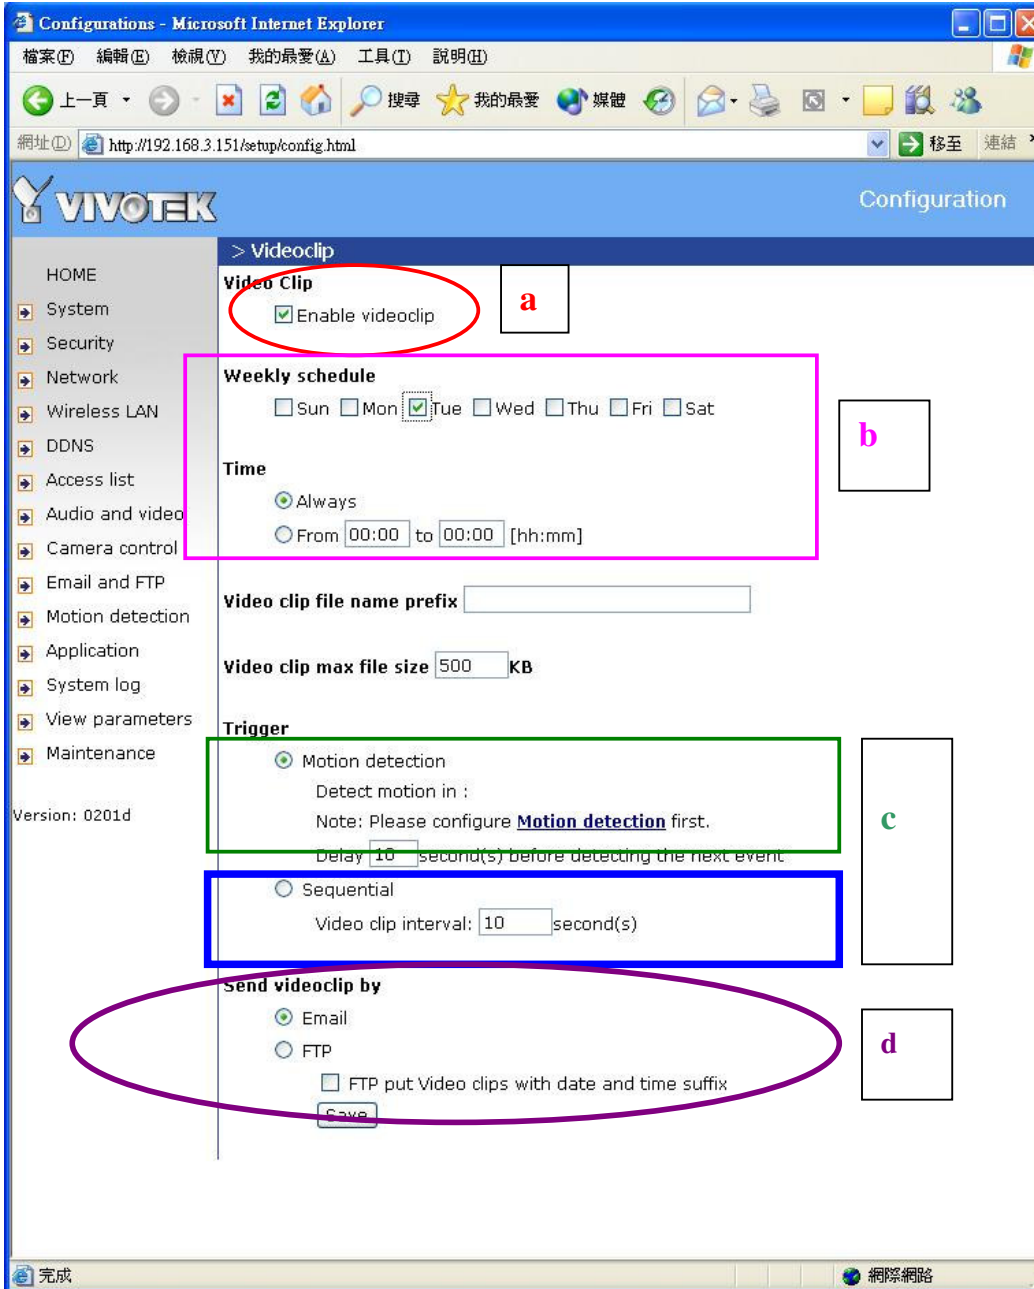 Configurations - Microsoft Internet Explorer
檔案(F) 編輯(E) 檢視(V) 我的最愛(A) 工具(T) 說明(H)
上一頁 搜尋 我的最愛 媒體
網址(D) http://192.168.3.151/setup/config.html 移至 連結
VIVOTEK
Configuration
> Videoclip
HOME
System
Security
Network
Wireless LAN
DDNS
Access list
Audio and video
Camera control
Email and FTP
Motion detection
Application
System log
View parameters
Maintenance
Version: 0201d
Video Clip
Enable videoclip
a
Weekly schedule
Sun Mon Tue Wed Thu Fri Sat
b
Time
Always
From 00:00 to 00:00 [hh:mm]
Video clip file name prefix
Video clip max file size 500 KB
Trigger
Motion detection
Detect motion in :
Note: Please configure Motion detection first.
c
Delay 10 second(s) before detecting the next event
Sequential
Video clip interval: 10 second(s)
Send videoclip by
Email
FTP
d
FTP put Video clips with date and time suffix
Save
完成 網際網路